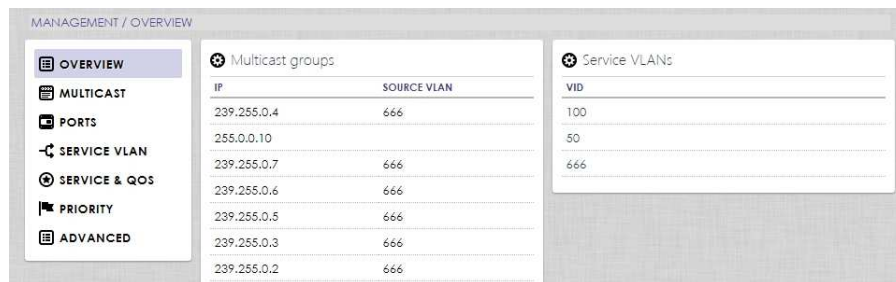 MANAGEMENT / OVERVIEW
OVERVIEW
MULTICAST
PORTS
SERVICE VLAN
SERVICE & QOS
PRIORITY
ADVANCED
Multicast groups
IP SOURCE VLAN
239.255.0.4 666
255.0.0.10
239.255.0.7 666
239.255.0.6 666
239.255.0.5 666
239.255.0.3 666
239.255.0.2 666
Service VLANs
VID
100
50
666